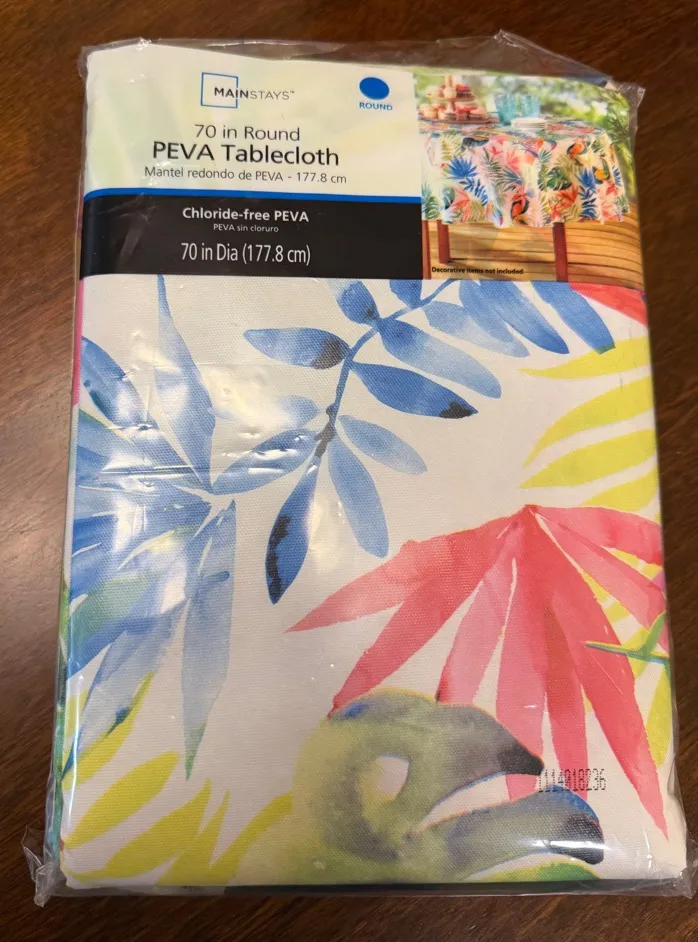 MAINSTAYS™
ROUND
70 in Round
PEVA Tablecloth
Mantel redondo de PEVA - 177.8 cm
Chloride-free PEVA
PEVA sin cloruro
70 in Dia (177.8 cm)
Decorative items not included